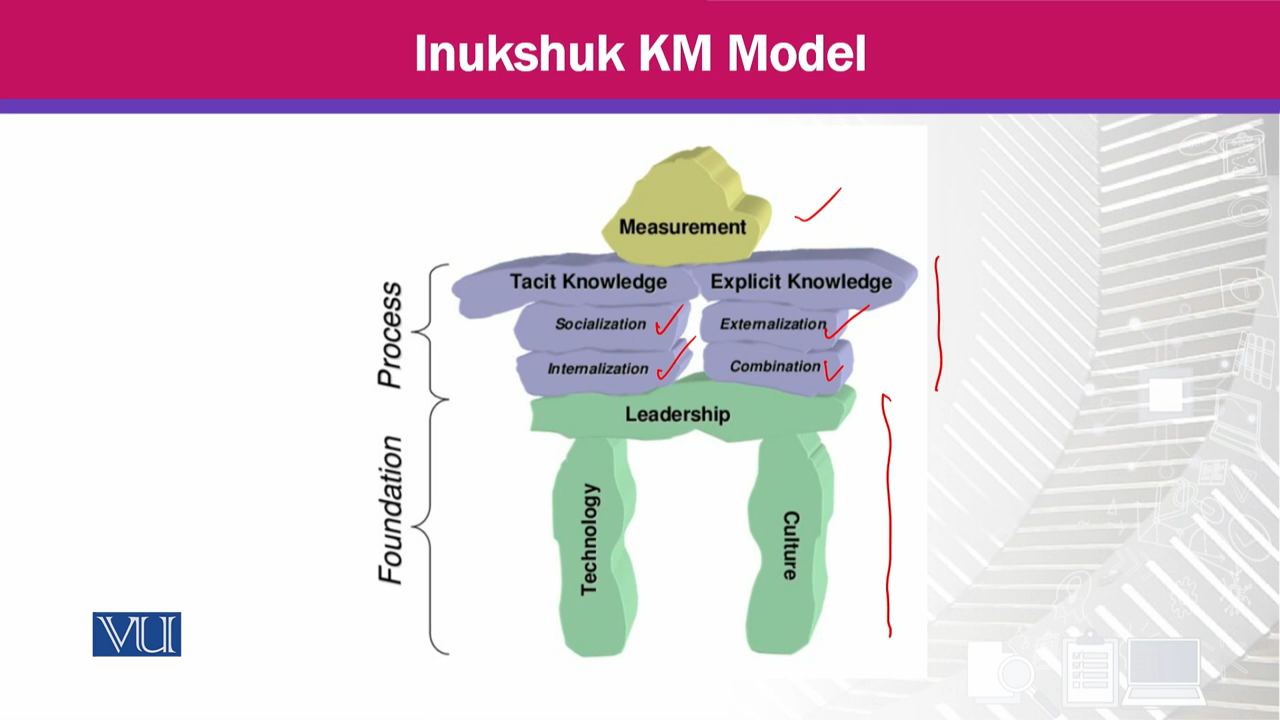 Inukshuk KM Model
Measurement
Process
Tacit Knowledge
Explicit Knowledge
Socialization
Externalization
Internalization
Combination
Foundation
Leadership
Technology
Culture
VU